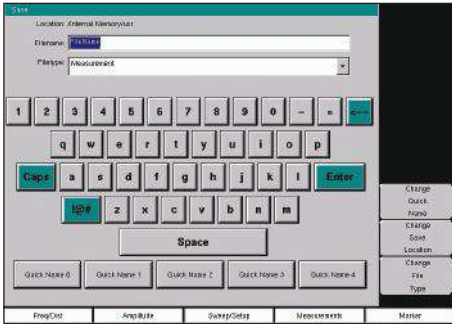 Save
Location: /Internal Memory/usr
Filename: FileName
Filetype: Measurement
1 2 3 4 5 6 7 8 9 0 - = <--
q w e r t y u i o p
Caps a s d f g h j k l Enter
!@# z x c v b n m
Space
Quick Name 0 Quick Name 1 Quick Name 2 Quick Name 3 Quick Name 4
Change
Quick
Name
Change
Save
Location
Change
File
Type
Freq/Dist Amplitude Sweep/Setup Measurements Marker